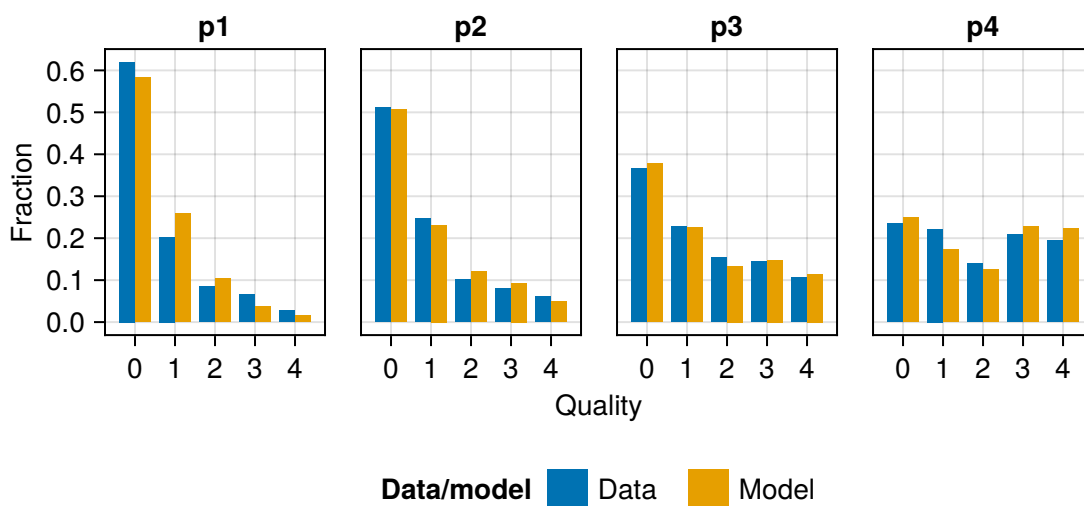 p1 p2 p3 p4
Fraction
0.6
0.5
0.4
0.3
0.2
0.1
0.0
0 1 2 3 4 0 1 2 3 4 0 1 2 3 4 0 1 2 3 4
Quality
Data/model Data Model